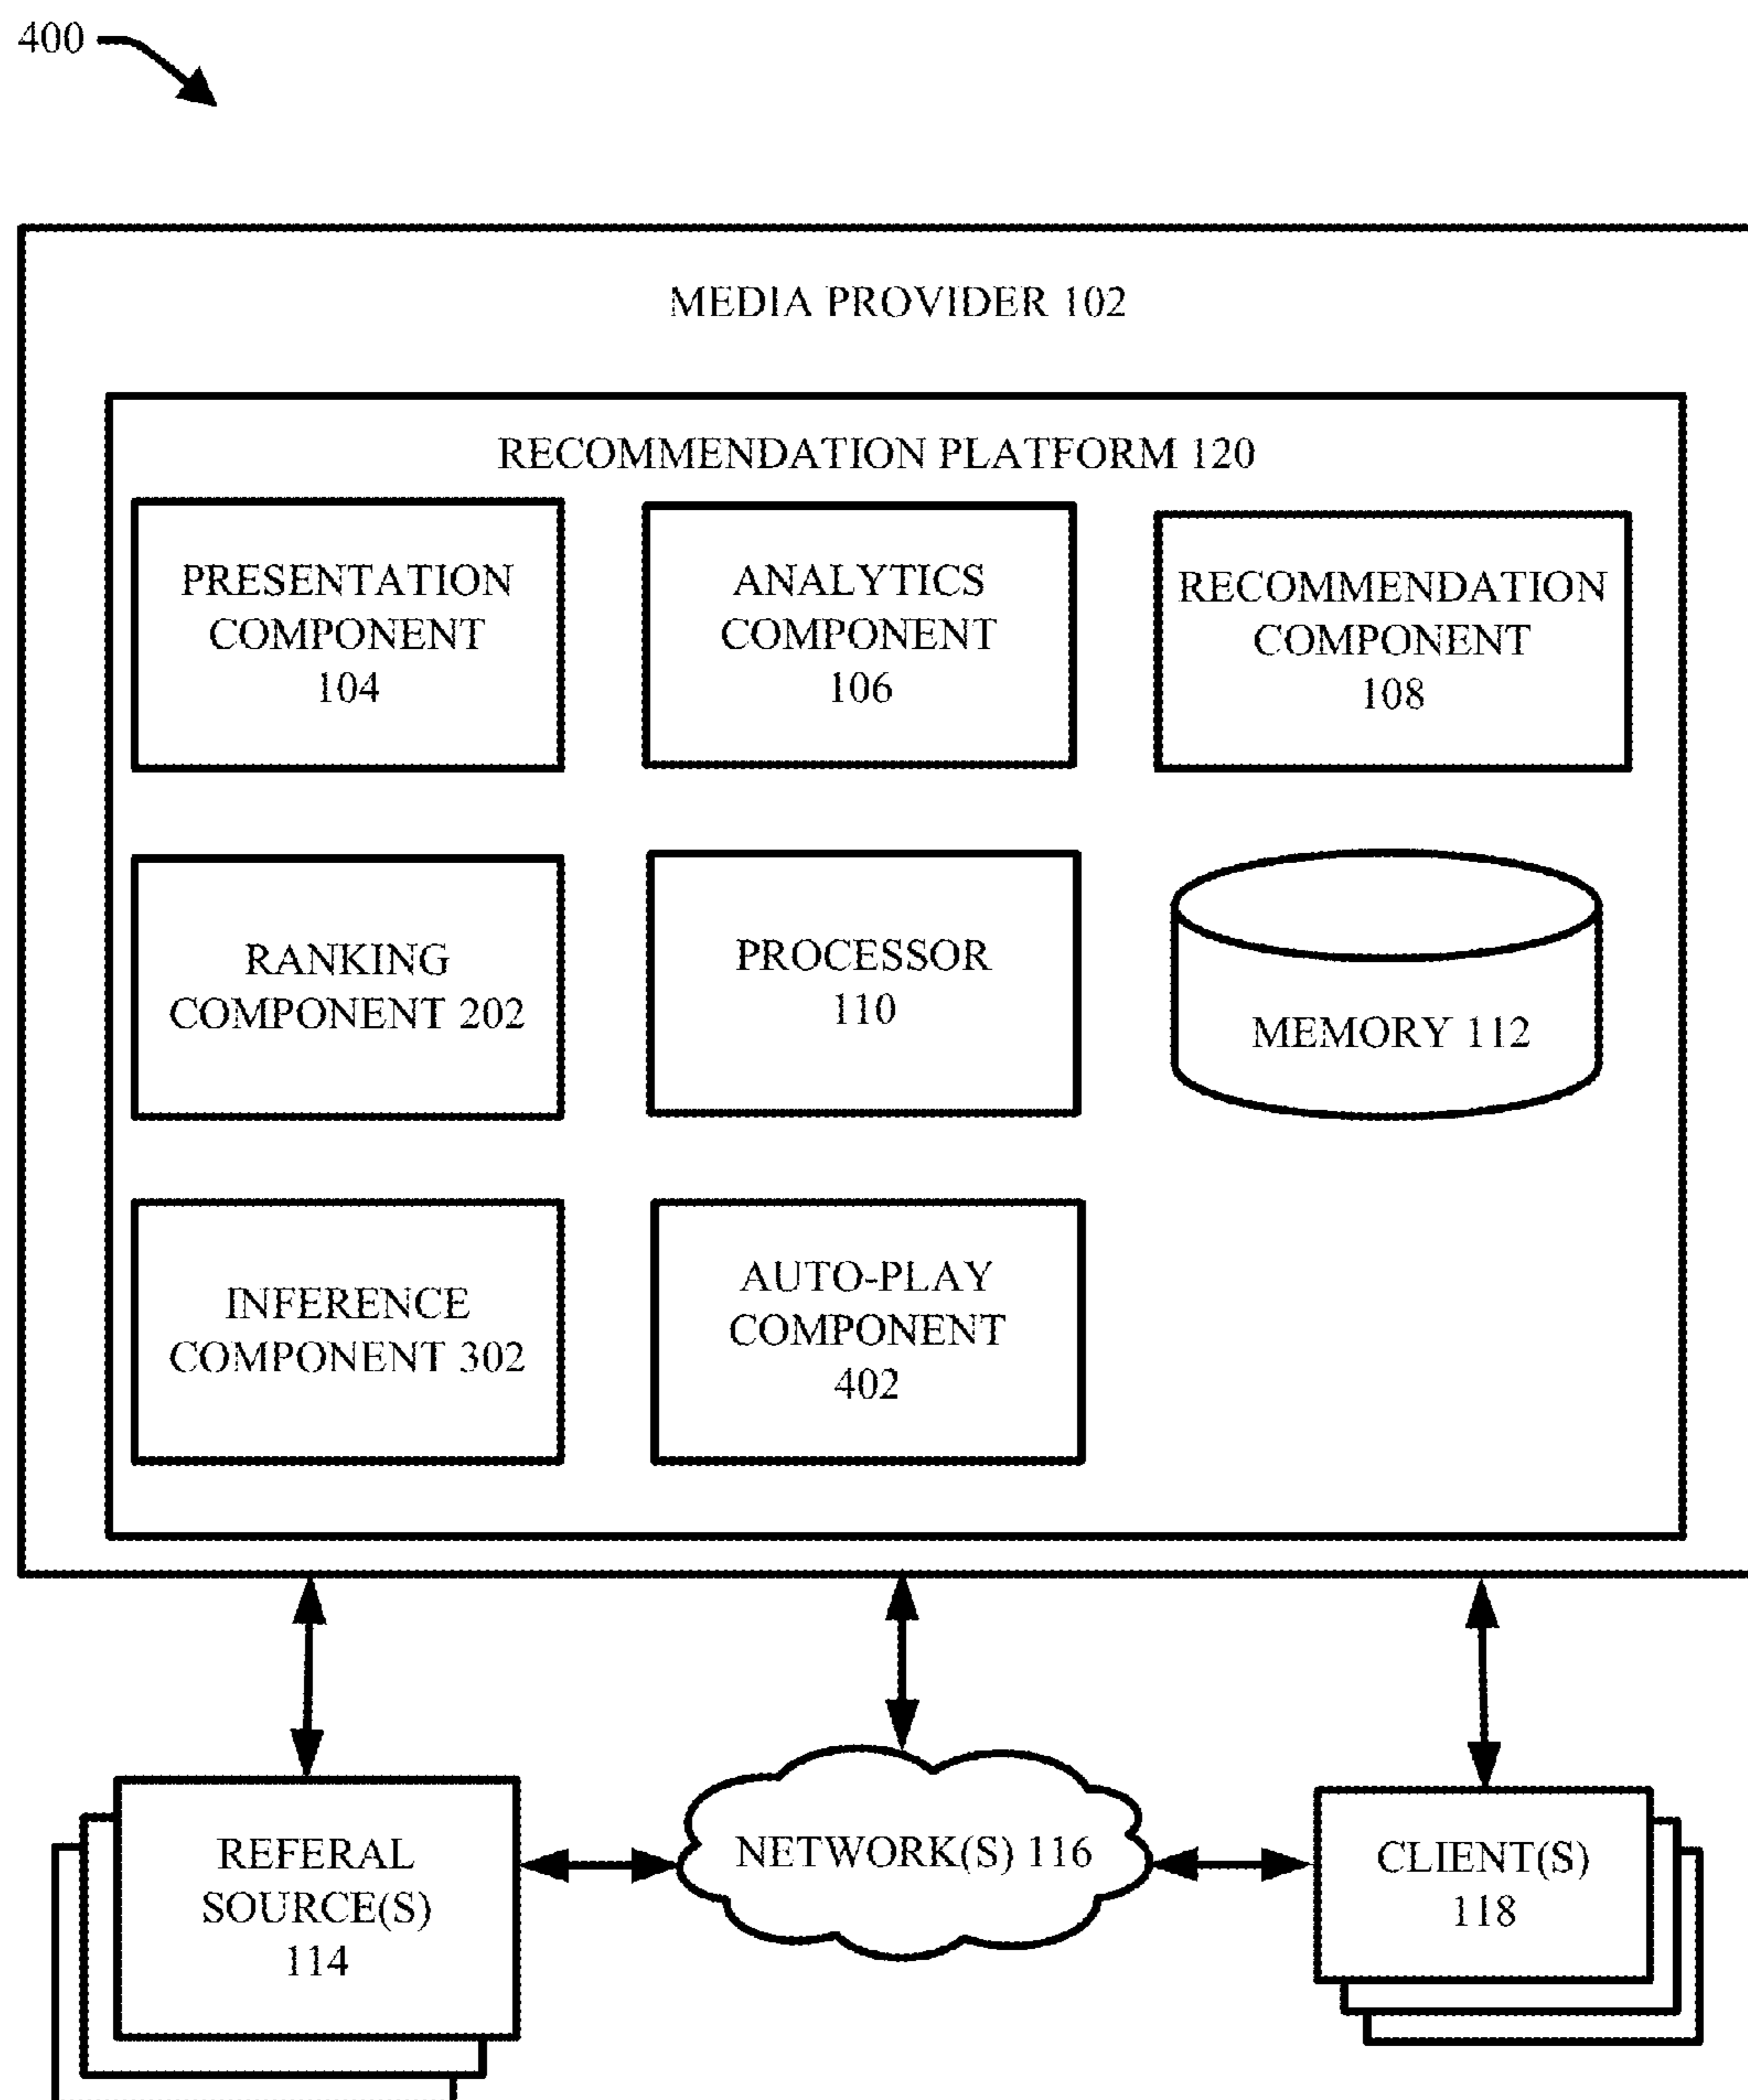 400
MEDIA PROVIDER 102
RECOMMENDATION PLATFORM 120
PRESENTATION
COMPONENT
104
ANALYTICS
COMPONENT
106
RECOMMENDATION
COMPONENT
108
RANKING
COMPONENT 202
PROCESSOR
110
MEMORY 112
INFERENCE
COMPONENT 302
AUTO-PLAY
COMPONENT
402
REFERAL
SOURCE(S)
114
NETWORK(S) 116
CLIENT(S)
118